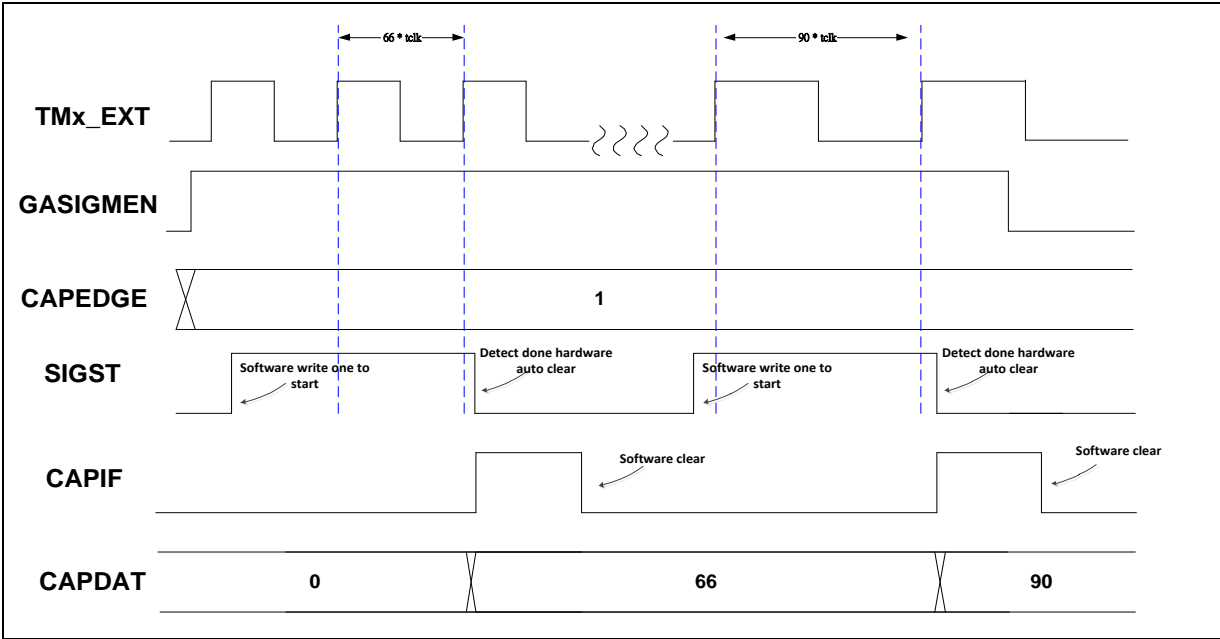 66 * tclk
90 * tclk
TMx_EXT
GASIGMEN
CAPEDGE
1
SIGST
Software write one to
start
Detect done hardware
auto clear
Software write one to
start
Detect done hardware
auto clear
CAPIF
Software clear
Software clear
CAPDAT
0
66
90